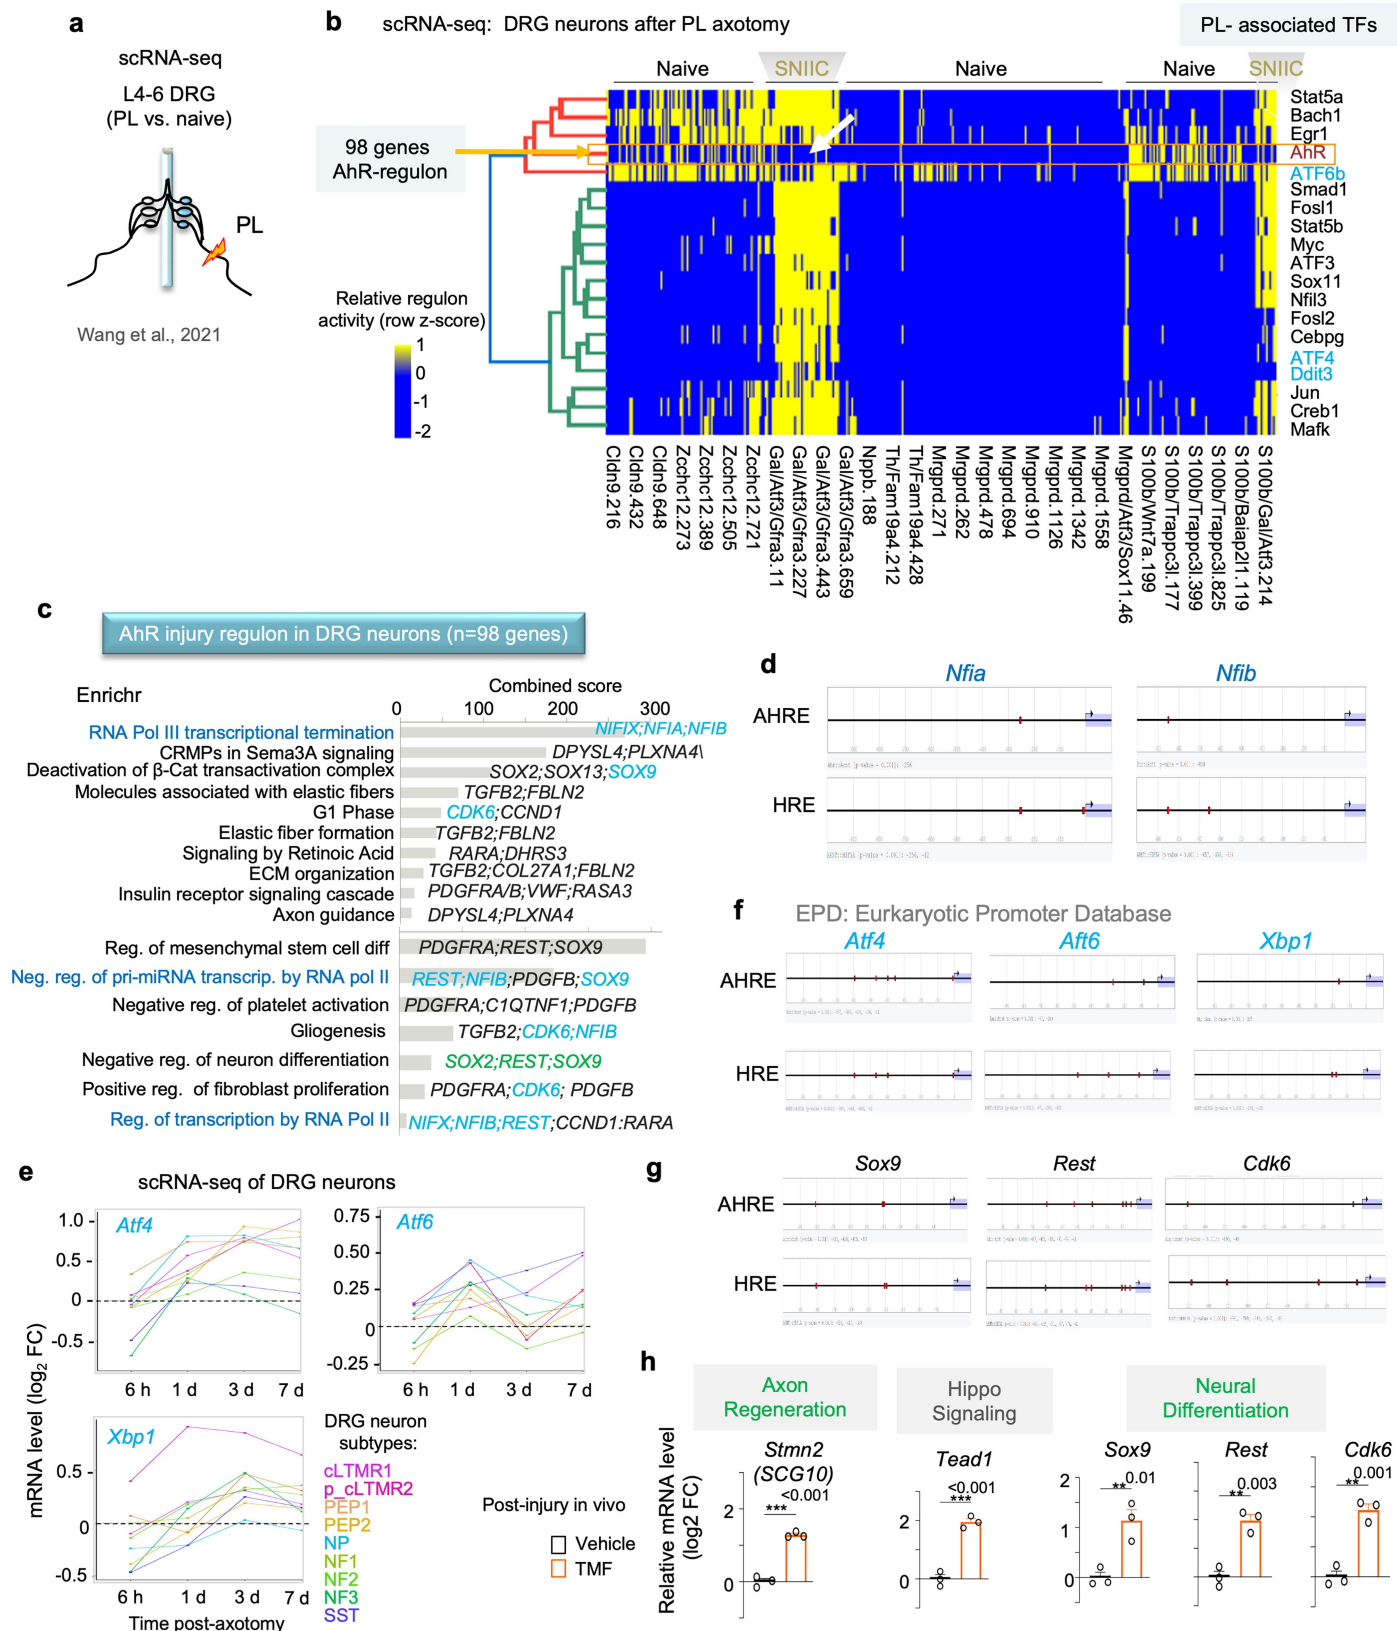 a
scRNA-seq
L4-6 DRG
(PL vs. naive)
PL
Wang et al., 2021
b
scRNA-seq: DRG neurons after PL axotomy
PL- associated TFs
Naive
SNIIC
Naive
Naive
SNIIC
98 genes
AhR-regulon
Stat5a
Bach1
Egr1
AhR
ATF6b
Smad1
Fosl1
Stat5b
Myc
ATF3
Sox11
Nfil3
Fosl2
Cebpg
ATF4
Ddit3
Jun
Creb1
Mafk
Relative regulon
activity (row z-score)
1
0
-1
-2
Cldn9.216
Cldn9.432
Cldn9.648
Zcchc12.273
Zcchc12.389
Zcchc12.505
Zcchc12.721
Gal/Atf3/Gfra3.11
Gal/Atf3/Gfra3.227
Gal/Atf3/Gfra3.443
Gal/Atf3/Gfra3.659
Nppb.188
Th/Fam19a4.212
Th/Fam19a4.428
Mrgprd.271
Mrgprd.262
Mrgprd.478
Mrgprd.694
Mrgprd.910
Mrgprd.1126
Mrgprd.1342
Mrgprd.1558
Mrgprd/Atf3/Sox11.46
S100b/Wnt7a.199
S100b/Trappc3l.177
S100b/Trappc3l.399
S100b/Trappc3l.825
S100b/Baiap2l1.119
S100b/Gal/Atf3.214
c
AhR injury regulon in DRG neurons (n=98 genes)
Enrichr
Combined score
0 100 200 300
RNA Pol III transcriptional termination NIFIX;NFIA;NFIB
CRMPs in Sema3A signaling DPYSL4;PLXNA4\
Deactivation of β-Cat transactivation complex SOX2;SOX13;SOX9
Molecules associated with elastic fibers TGFB2;FBLN2
G1 Phase CDK6;CCND1
Elastic fiber formation TGFB2;FBLN2
Signaling by Retinoic Acid RARA;DHRS3
ECM organization TGFB2;COL27A1;FBLN2
Insulin receptor signaling cascade PDGFRA/B;VWF;RASA3
Axon guidance DPYSL4;PLXNA4
Reg. of mesenchymal stem cell diff PDGFRA;REST;SOX9
Neg. reg. of pri-miRNA transcrip. by RNA pol II REST;NFIB;PDGFB;SOX9
Negative reg. of platelet activation PDGFRA;C1QTNF1;PDGFB
Gliogenesis TGFB2;CDK6;NFIB
Negative reg. of neuron differentiation SOX2;REST;SOX9
Positive reg. of fibroblast proliferation PDGFRA;CDK6; PDGFB
Reg. of transcription by RNA Pol II NIFX;NFIB;REST;CCND1:RARA
d
Nfia
Nfib
AHRE
HRE
f
EPD: Eurkaryotic Promoter Database
Atf4
Aft6
Xbp1
AHRE
HRE
g
Sox9
Rest
Cdk6
AHRE
HRE
e
scRNA-seq of DRG neurons
mRNA level (log2 FC)
Atf4
1.0
0.5
0
-0.5
6 h 1 d 3 d 7 d
Atf6
0.75
0.50
0.25
0
-0.25
6 h 1 d 3 d 7 d
Xbp1
0.5
0
-0.5
6 h 1 d 3 d 7 d
Time post-axotomy
DRG neuron
subtypes:
cLTMR1
p_cLTMR2
PEP1
PEP2
NP
NF1
NF2
NF3
SST
Post-injury in vivo
Vehicle
TMF
h
Axon
Regeneration
Hippo
Signaling
Neural
Differentiation
Relative mRNA level
(log2 FC)
Stmn2
(SCG10)
<0.001
***
2
0
Tead1
<0.001
***
2
0
Sox9
0.01
**
2
1
0
Rest
0.003
**
Cdk6
0.001
**